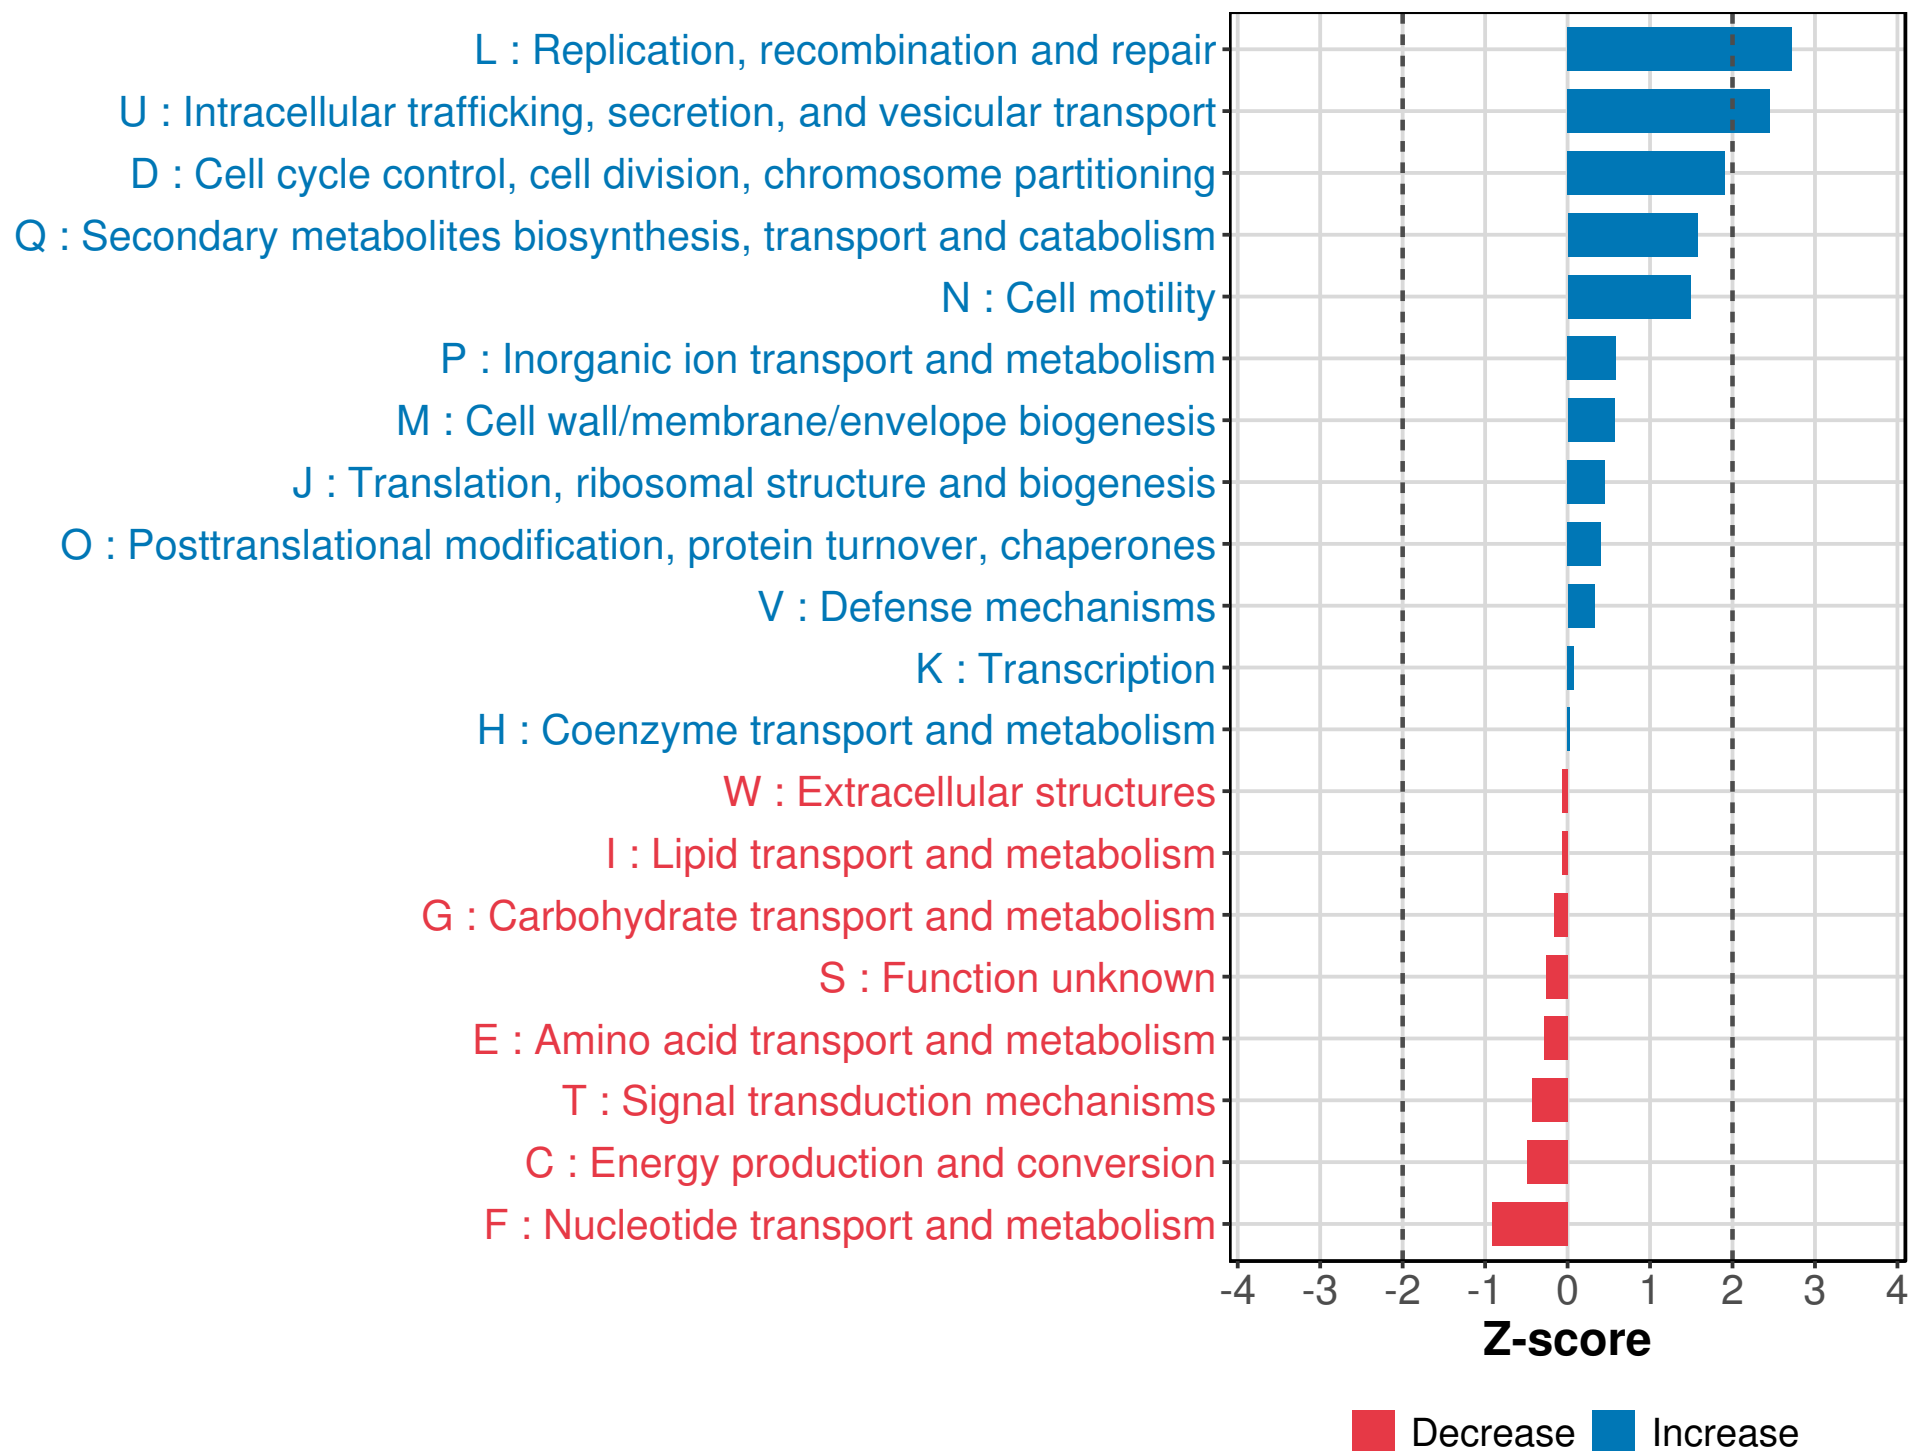 L : Replication, recombination and repair
U : Intracellular trafficking, secretion, and vesicular transport
D : Cell cycle control, cell division, chromosome partitioning
Q : Secondary metabolites biosynthesis, transport and catabolism
N : Cell motility
P : Inorganic ion transport and metabolism
M : Cell wall/membrane/envelope biogenesis
J : Translation, ribosomal structure and biogenesis
O : Posttranslational modification, protein turnover, chaperones
V : Defense mechanisms
K : Transcription
H : Coenzyme transport and metabolism
W : Extracellular structures
I : Lipid transport and metabolism
G : Carbohydrate transport and metabolism
S : Function unknown
E : Amino acid transport and metabolism
T : Signal transduction mechanisms
C : Energy production and conversion
F : Nucleotide transport and metabolism
-4 -3 -2 -1 0 1 2 3 4
Z-score
Decrease Increase